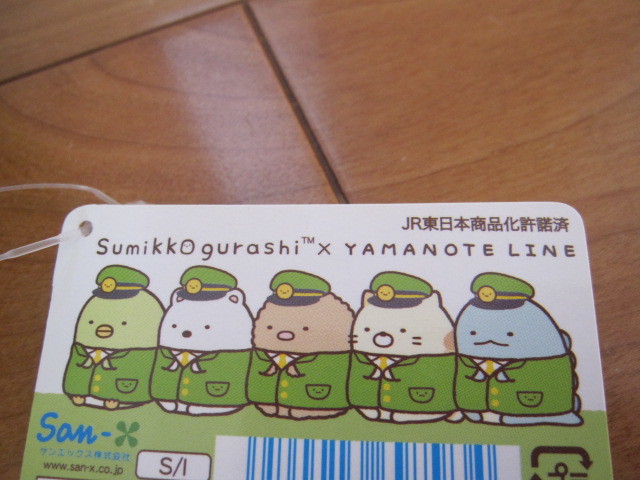 JR東日本商品化許諾済
Sumikkogurashi™ × YAMANOTE LINE
San-X
サンエックス株式会社
www.san-x.co.jp
S/I